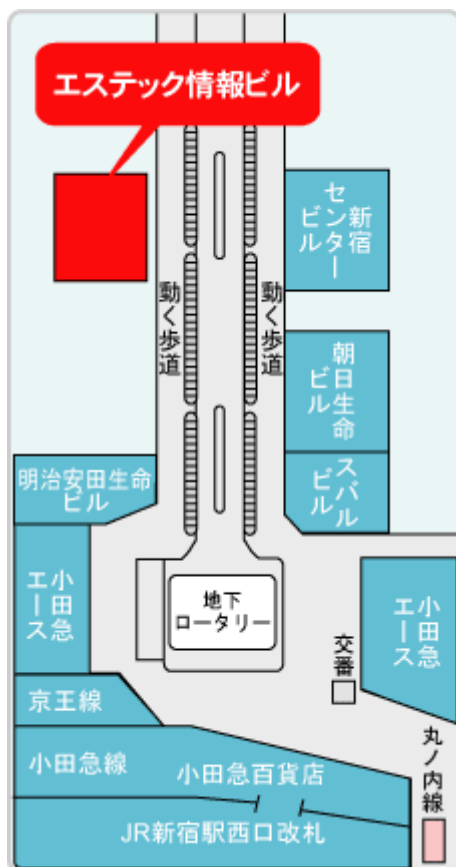 エステック情報ビル
新宿
センター
ビル
動く歩道
動く歩道
朝日生命
ビル
スバル
ビル
明治安田生命
ビル
小田急
エース
地下
ロータリー
小田急
エース
交番
京王線
丸ノ内線
小田急線
小田急百貨店
JR新宿駅西口改札